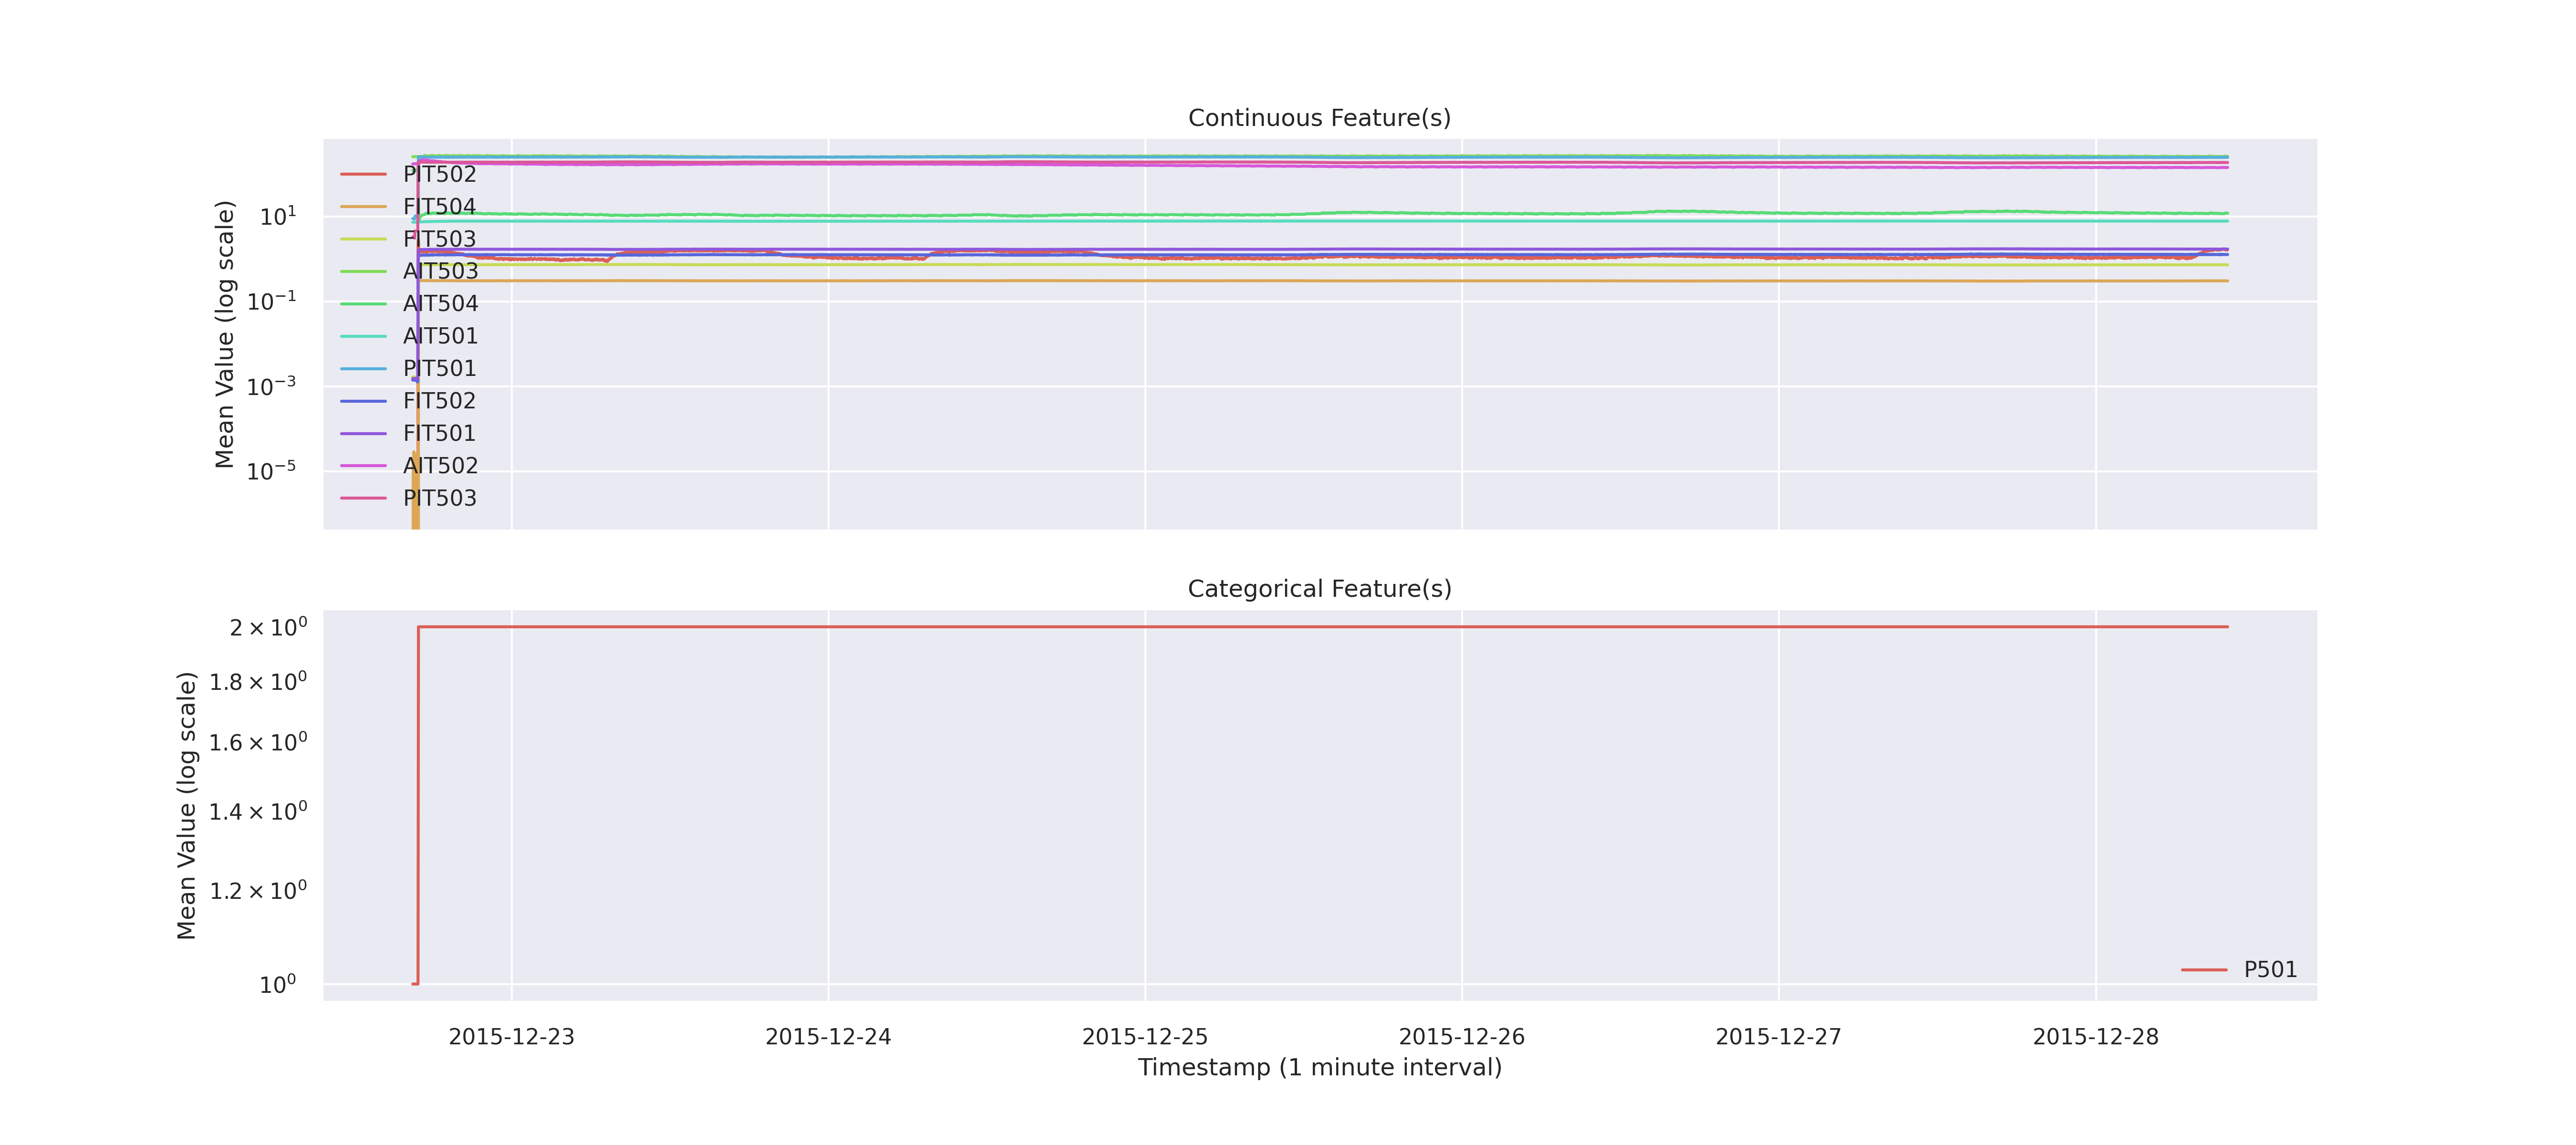 Continuous Feature(s)
Mean Value (log scale)
10¹
10⁻¹
10⁻³
10⁻⁵
PIT502
FIT504
FIT503
AIT503
AIT504
AIT501
PIT501
FIT502
FIT501
AIT502
PIT503
Categorical Feature(s)
Mean Value (log scale)
2 × 10⁰
1.8 × 10⁰
1.6 × 10⁰
1.4 × 10⁰
1.2 × 10⁰
10⁰
P501
2015-12-23 2015-12-24 2015-12-25 2015-12-26 2015-12-27 2015-12-28
Timestamp (1 minute interval)